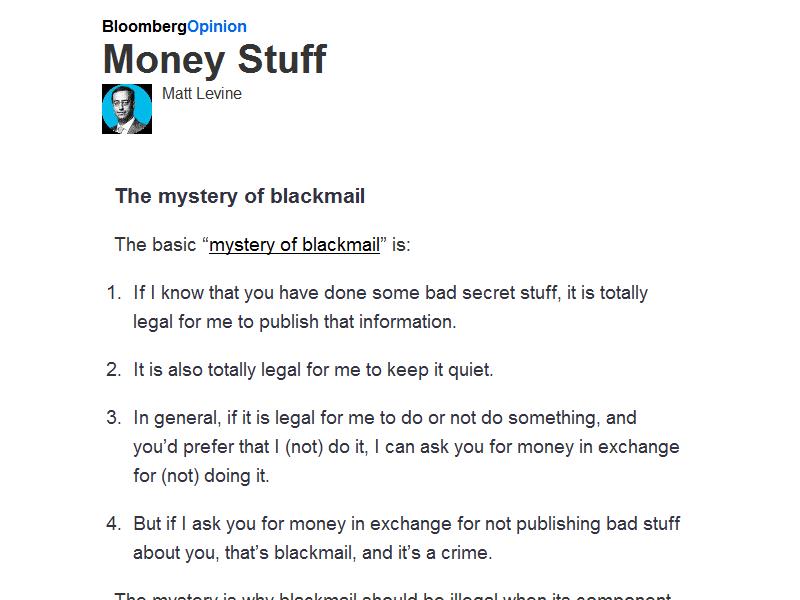 BloombergOpinion
Money Stuff
Matt Levine
The mystery of blackmail
The basic “mystery of blackmail” is:
1. If I know that you have done some bad secret stuff, it is totally
legal for me to publish that information.
2. It is also totally legal for me to keep it quiet.
3. In general, if it is legal for me to do or not do something, and
you’d prefer that I (not) do it, I can ask you for money in exchange
for (not) doing it.
4. But if I ask you for money in exchange for not publishing bad stuff
about you, that’s blackmail, and it’s a crime.
The mystery is why blackmail should be illegal when its component